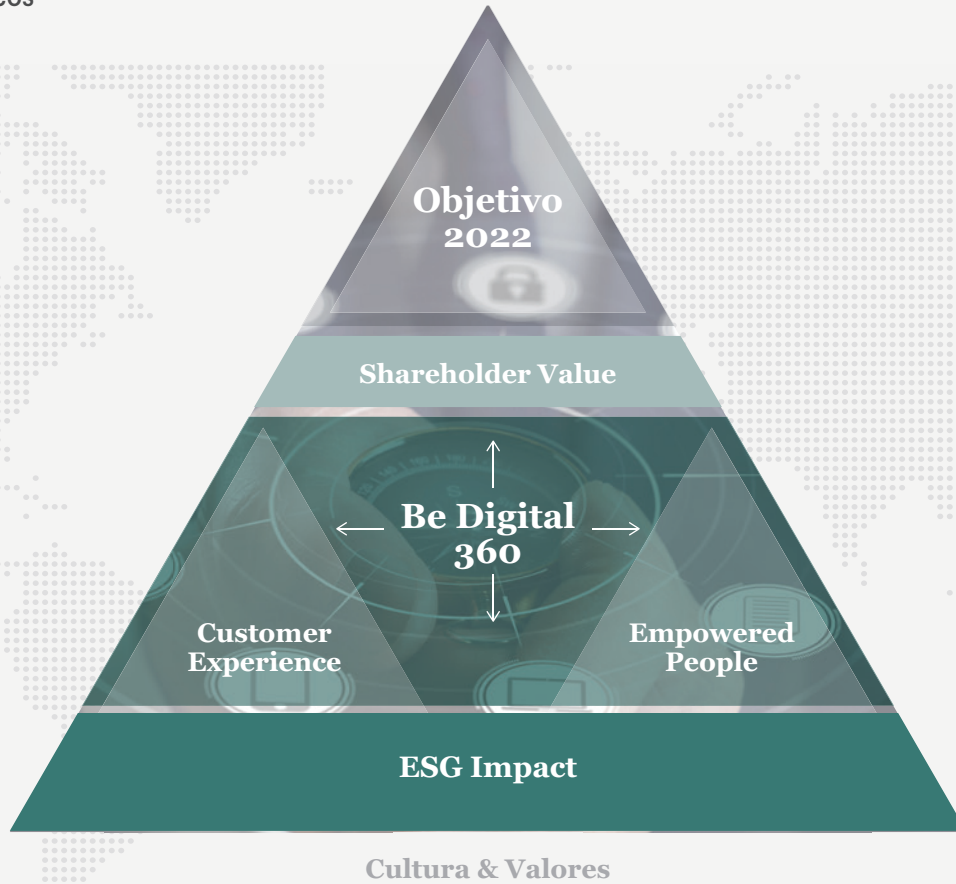 Objetivo
2022
Shareholder Value
Be Digital
360
Customer
Experience
Empowered
People
ESG Impact
Cultura & Valores